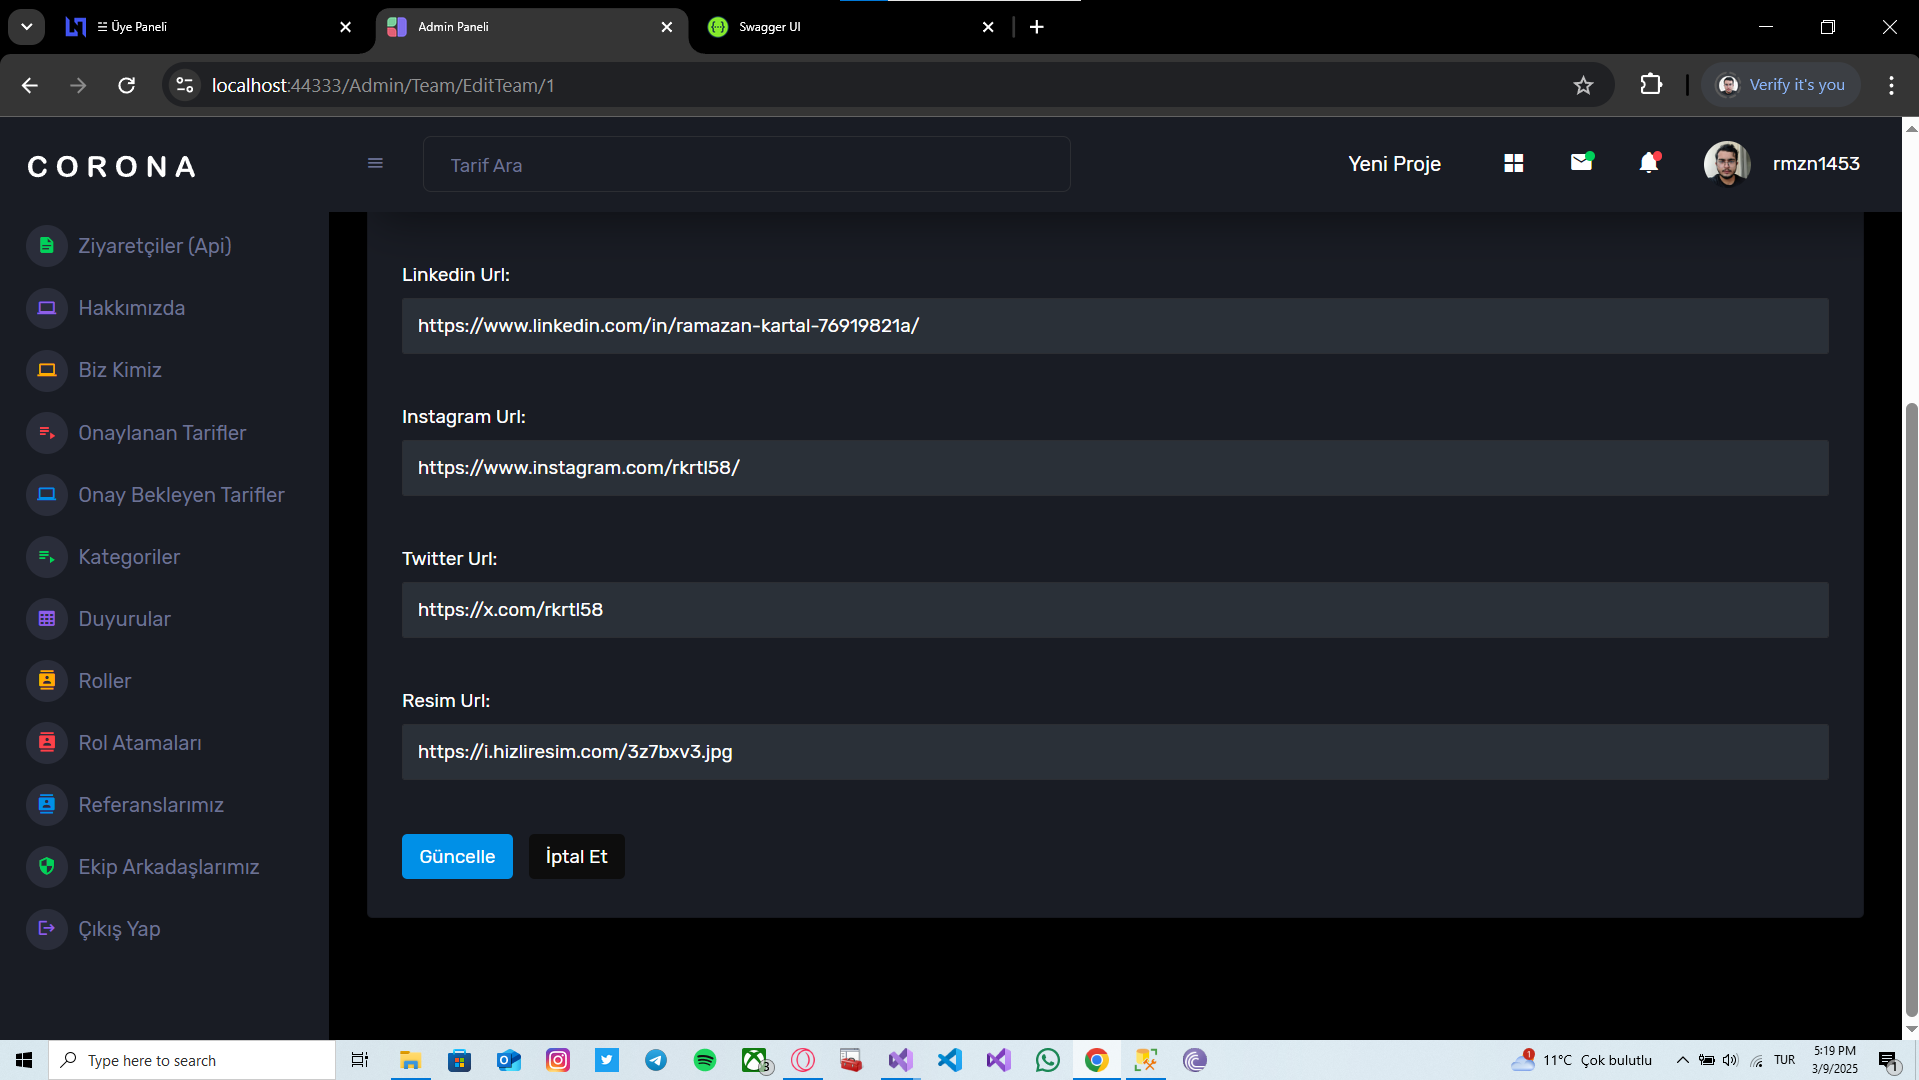 ☰ Üye Paneli
Admin Paneli
Swagger UI
localhost:44333/Admin/Team/EditTeam/1
Verify it's you
CORONA
Tarif Ara
Yeni Proje
rmzn1453
Ziyaretçiler (Api)
Hakkımızda
Biz Kimiz
Onaylanan Tarifler
Onay Bekleyen Tarifler
Kategoriler
Duyurular
Roller
Rol Atamaları
Referanslarımız
Ekip Arkadaşlarımız
Çıkış Yap
Linkedin Url:
https://www.linkedin.com/in/ramazan-kartal-76919821a/
Instagram Url:
https://www.instagram.com/rkrtl58/
Twitter Url:
https://x.com/rkrtl58
Resim Url:
https://i.hizliresim.com/3z7bxv3.jpg
Güncelle
İptal Et
Type here to search
3
1
11°C Çok bulutlu
TUR
5:19 PM
3/9/2025
1